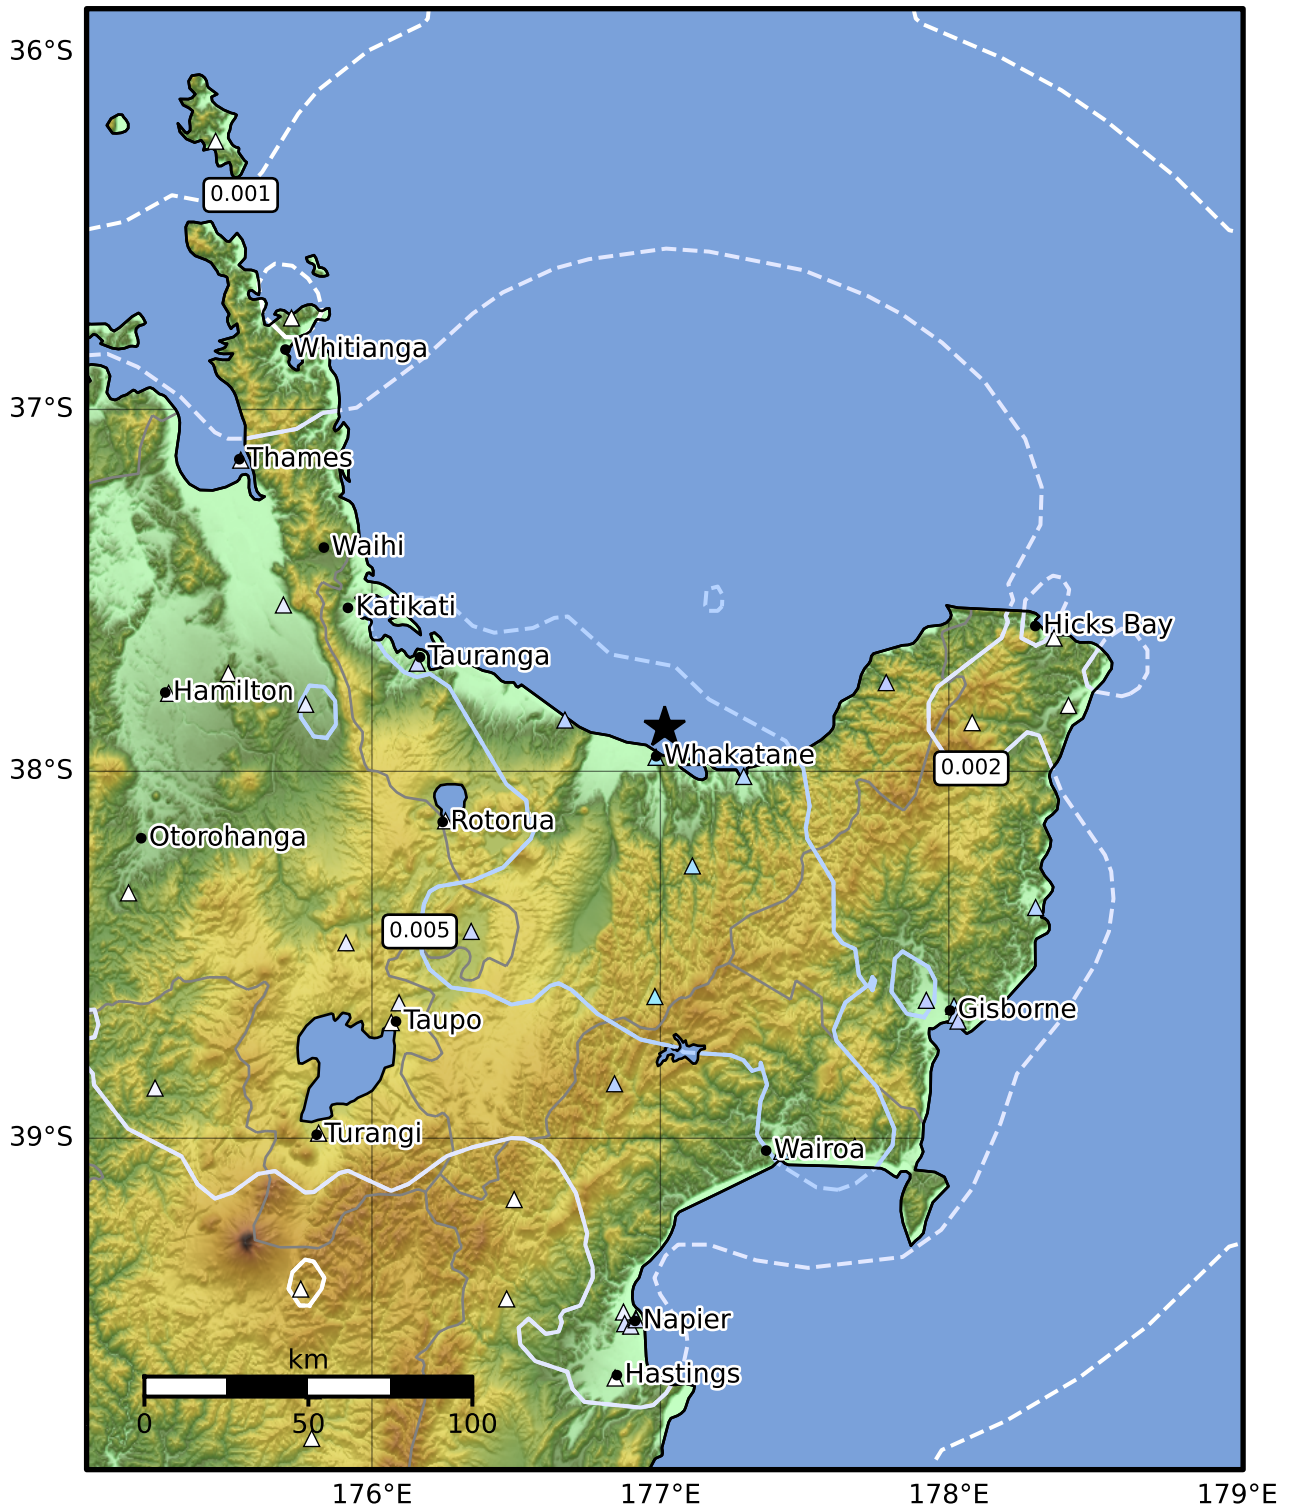 36°S
0.001
Whitianga
37°S
Thames
Waihi
Katikati
Hicks Bay
Tauranga
Hamilton
Whakatane
38°S
0.002
Rotorua
Otorohanga
0.005
Gisborne
Taupo
39°S
Turangi
Wairoa
Napier
km
Hastings
0 50 100
176°E 177°E 178°E 179°E